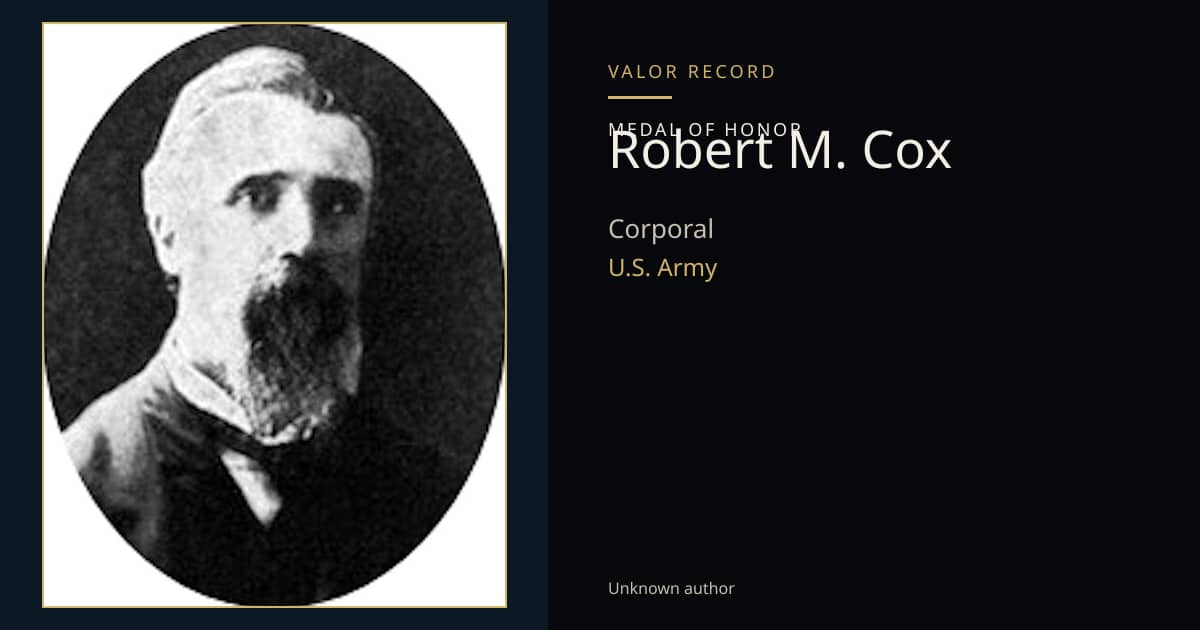 VALOR RECORD
MEDAL OF HONOR
Robert M. Cox
Corporal
U.S. Army
Unknown author